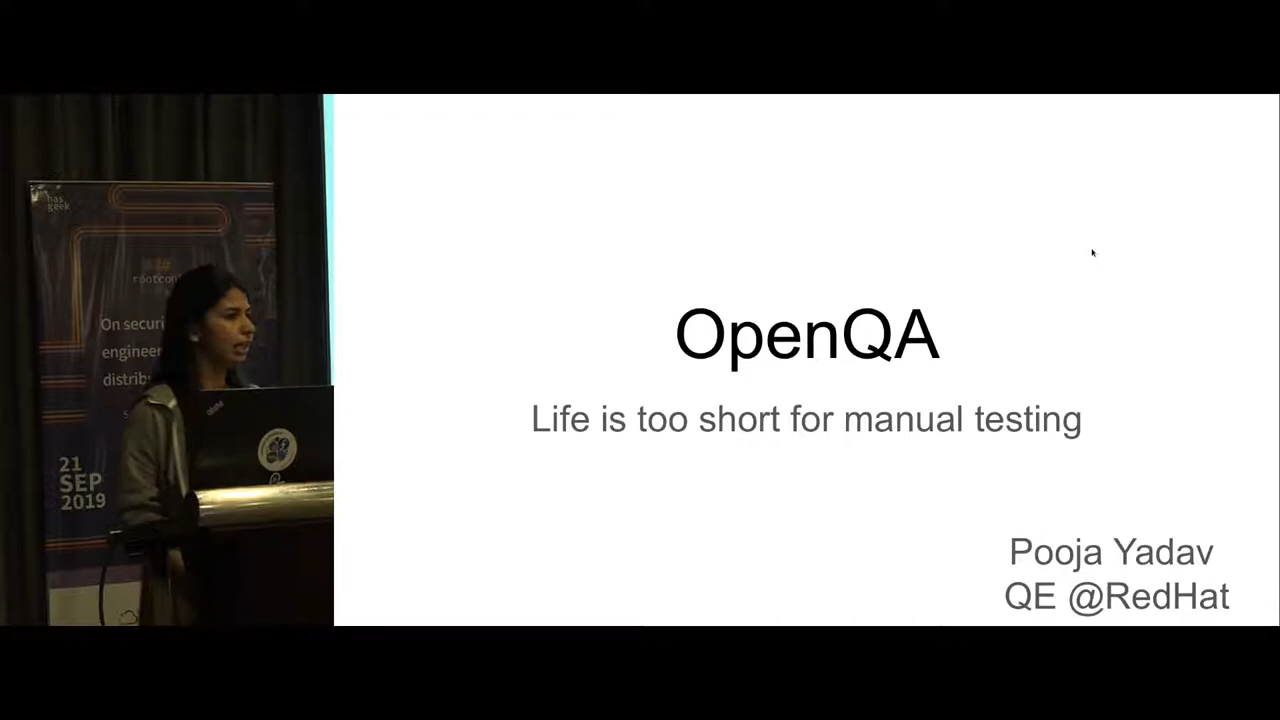 has
geek
rootconf
On securi
engineer
distrib
21
SEP
2019
OpenQA
Life is too short for manual testing
Pooja Yadav
QE @RedHat